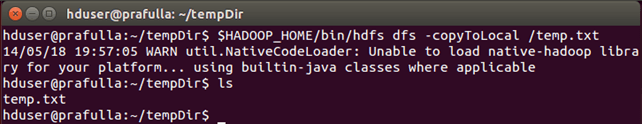 hduser@prafulla: ~/tempDir
hduser@prafulla:~/tempDir$ $HADOOP_HOME/bin/hdfs dfs -copyToLocal /temp.txt
14/05/18 19:57:05 WARN util.NativeCodeLoader: Unable to load native-hadoop libra
ry for your platform... using builtin-java classes where applicable
hduser@prafulla:~/tempDir$ ls
temp.txt
hduser@prafulla:~/tempDir$